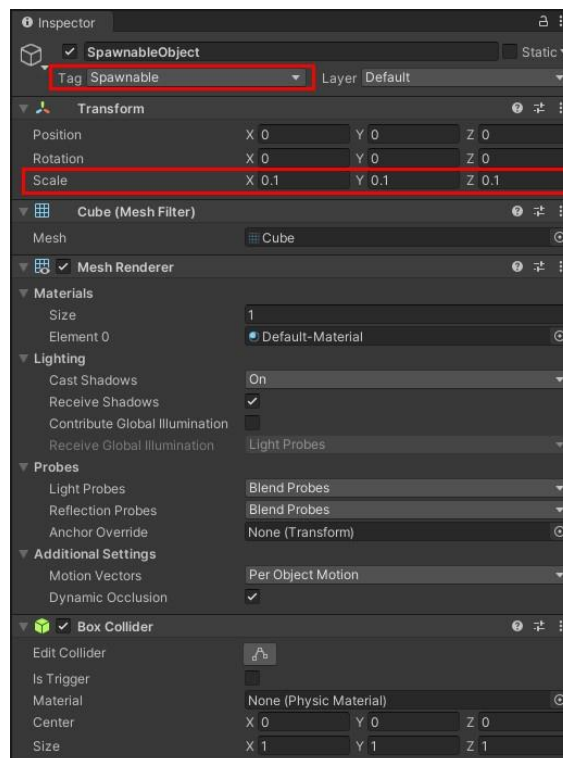 Inspector
SpawnableObject Static
Tag Spawnable Layer Default
Transform
Position X 0 Y 0 Z 0
Rotation X 0 Y 0 Z 0
Scale X 0.1 Y 0.1 Z 0.1
Cube (Mesh Filter)
Mesh Cube
Mesh Renderer
Materials
Size 1
Element 0 Default-Material
Lighting
Cast Shadows On
Receive Shadows
Contribute Global Illumination
Receive Global Illumination Light Probes
Probes
Light Probes Blend Probes
Reflection Probes Blend Probes
Anchor Override None (Transform)
Additional Settings
Motion Vectors Per Object Motion
Dynamic Occlusion
Box Collider
Edit Collider
Is Trigger
Material None (Physic Material)
Center X 0 Y 0 Z 0
Size X 1 Y 1 Z 1